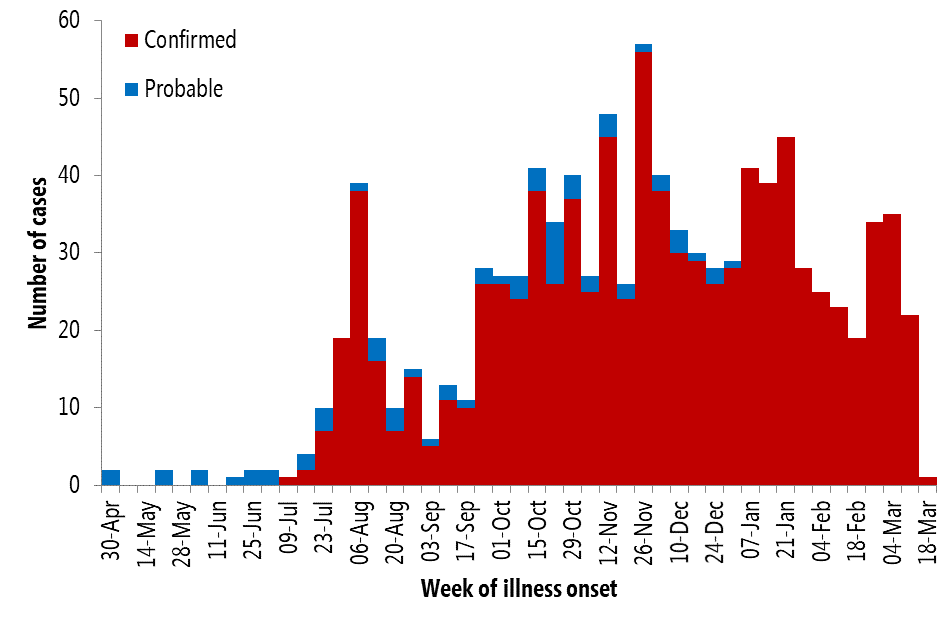 60
Confirmed
Probable
50
40
30
20
10
0
Number of cases
30-Apr
14-May
28-May
11-Jun
25-Jun
09-Jul
23-Jul
06-Aug
20-Aug
03-Sep
17-Sep
01-Oct
15-Oct
29-Oct
12-Nov
26-Nov
10-Dec
24-Dec
07-Jan
21-Jan
04-Feb
18-Feb
04-Mar
18-Mar
Week of illness onset